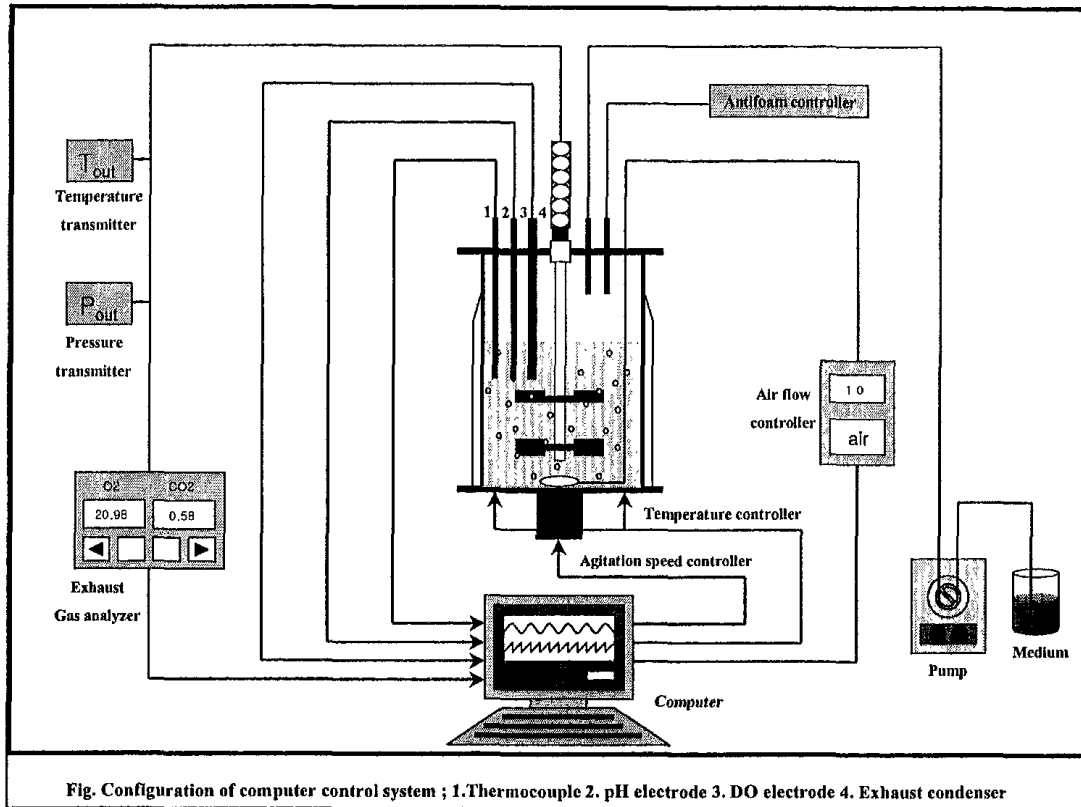 Antifoam controller
T out
Temperature
transmitter
1 2 3 4
P out
Pressure
transmitter
Air flow
controller
1 0
air
O2 CO2
20.98 0.58
Exhaust
Gas analyzer
Temperature controller
Agitation speed controller
Computer
Pump
Medium
Fig. Configuration of computer control system ; 1.Thermocouple 2. pH electrode 3. DO electrode 4. Exhaust condenser